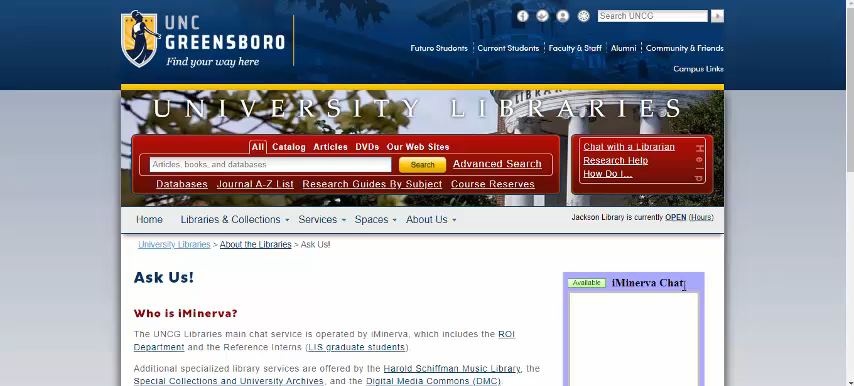 UNC
GREENSBORO
Find your way here
Search UNCG
Future Students Current Students Faculty & Staff Alumni Community & Friends
Campus Links
UNIVERSITY LIBRARIES
All Catalog Articles DVDs Our Web Sites
Articles, books, and databases Search Advanced Search
Databases Journal A-Z List Research Guides By Subject Course Reserves
Chat with a Librarian
Research Help
How Do I...
Help
Home Libraries & Collections Services Spaces About Us
Jackson Library is currently OPEN (Hours)
University Libraries > About the Libraries > Ask Us!
Ask Us!
Available iMinerva Chat
Who is iMinerva?
The UNCG Libraries main chat service is operated by iMinerva, which includes the ROI
Department and the Reference Interns (LIS graduate students).
Additional specialized library services are offered by the Harold Schiffman Music Library, the
Special Collections and University Archives, and the Digital Media Commons (DMC).